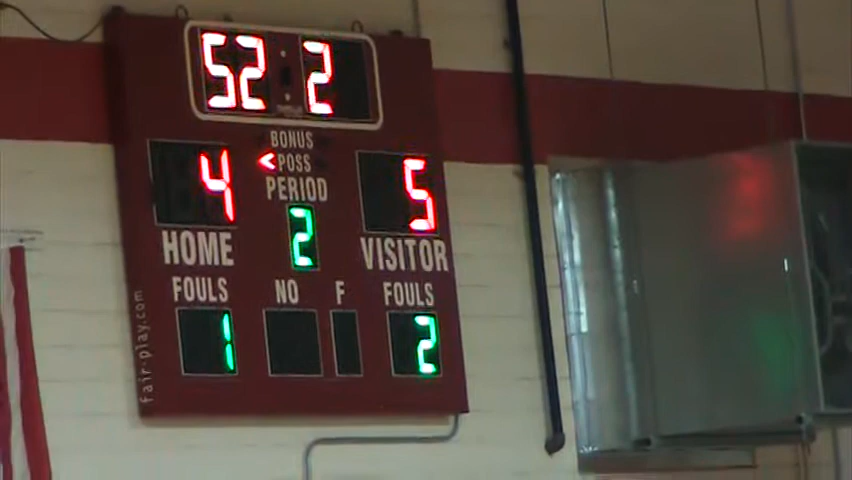 52 2
BONUS
< POSS
PERIOD
4 2 5
HOME VISITOR
FOULS NO F FOULS
1 2
fair-play.com